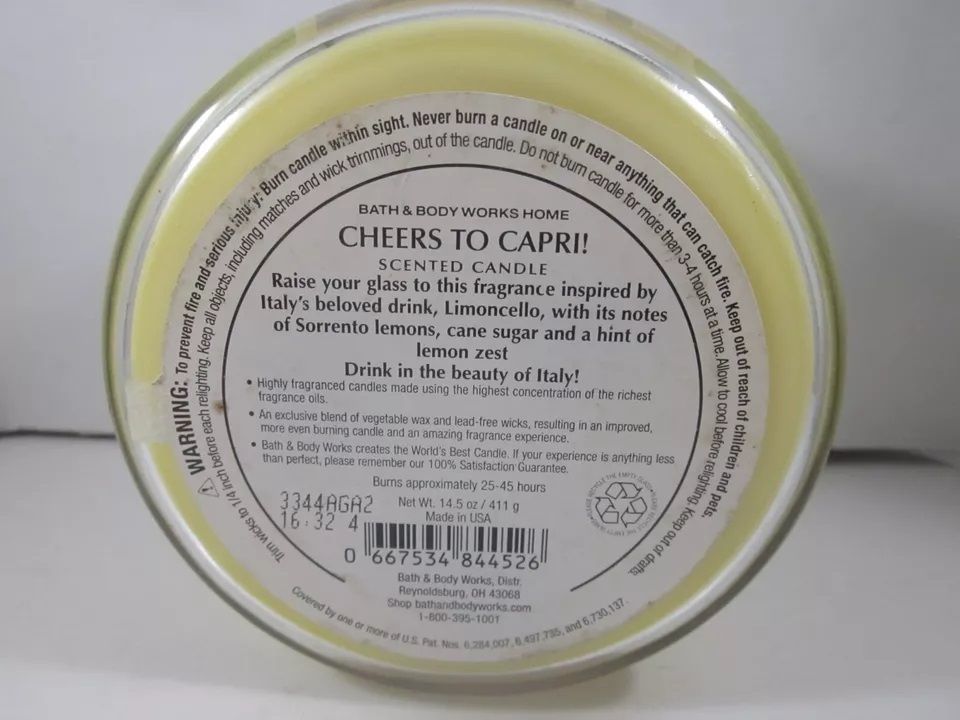 WARNING: To prevent fire and serious injury: Burn candle within sight. Never burn a candle on or near anything that can catch fire. Keep out of reach of children and pets.
Trim wicks to 1/4 inch before each relighting. Keep all objects, including matches and wick trimmings, out of the candle. Do not burn candle for more than 3-4 hours at a time. Allow to cool before relighting. Keep out of drafts.
BATH & BODY WORKS HOME
CHEERS TO CAPRI!
SCENTED CANDLE
Raise your glass to this fragrance inspired by
Italy's beloved drink, Limoncello, with its notes
of Sorrento lemons, cane sugar and a hint of
lemon zest
Drink in the beauty of Italy!
• Highly fragranced candles made using the highest concentration of the richest
fragrance oils.
• An exclusive blend of vegetable wax and lead-free wicks, resulting in an improved,
more even burning candle and an amazing fragrance experience.
• Bath & Body Works creates the World's Best Candle. If your experience is anything less
than perfect, please remember our 100% Satisfaction Guarantee.
Burns approximately 25-45 hours
3344AGA2
16:32 4
Net Wt. 14.5 oz / 411 g
Made in USA
0 667534 844526
Bath & Body Works, Distr.
Reynoldsburg, OH 43068
Shop bathandbodyworks.com
1-800-395-1001
Covered by one or more of U.S. Pat. Nos. 6,284,007, 6,497,735, and 6,730,137.
RECYCLE THE EMPTY GLASS